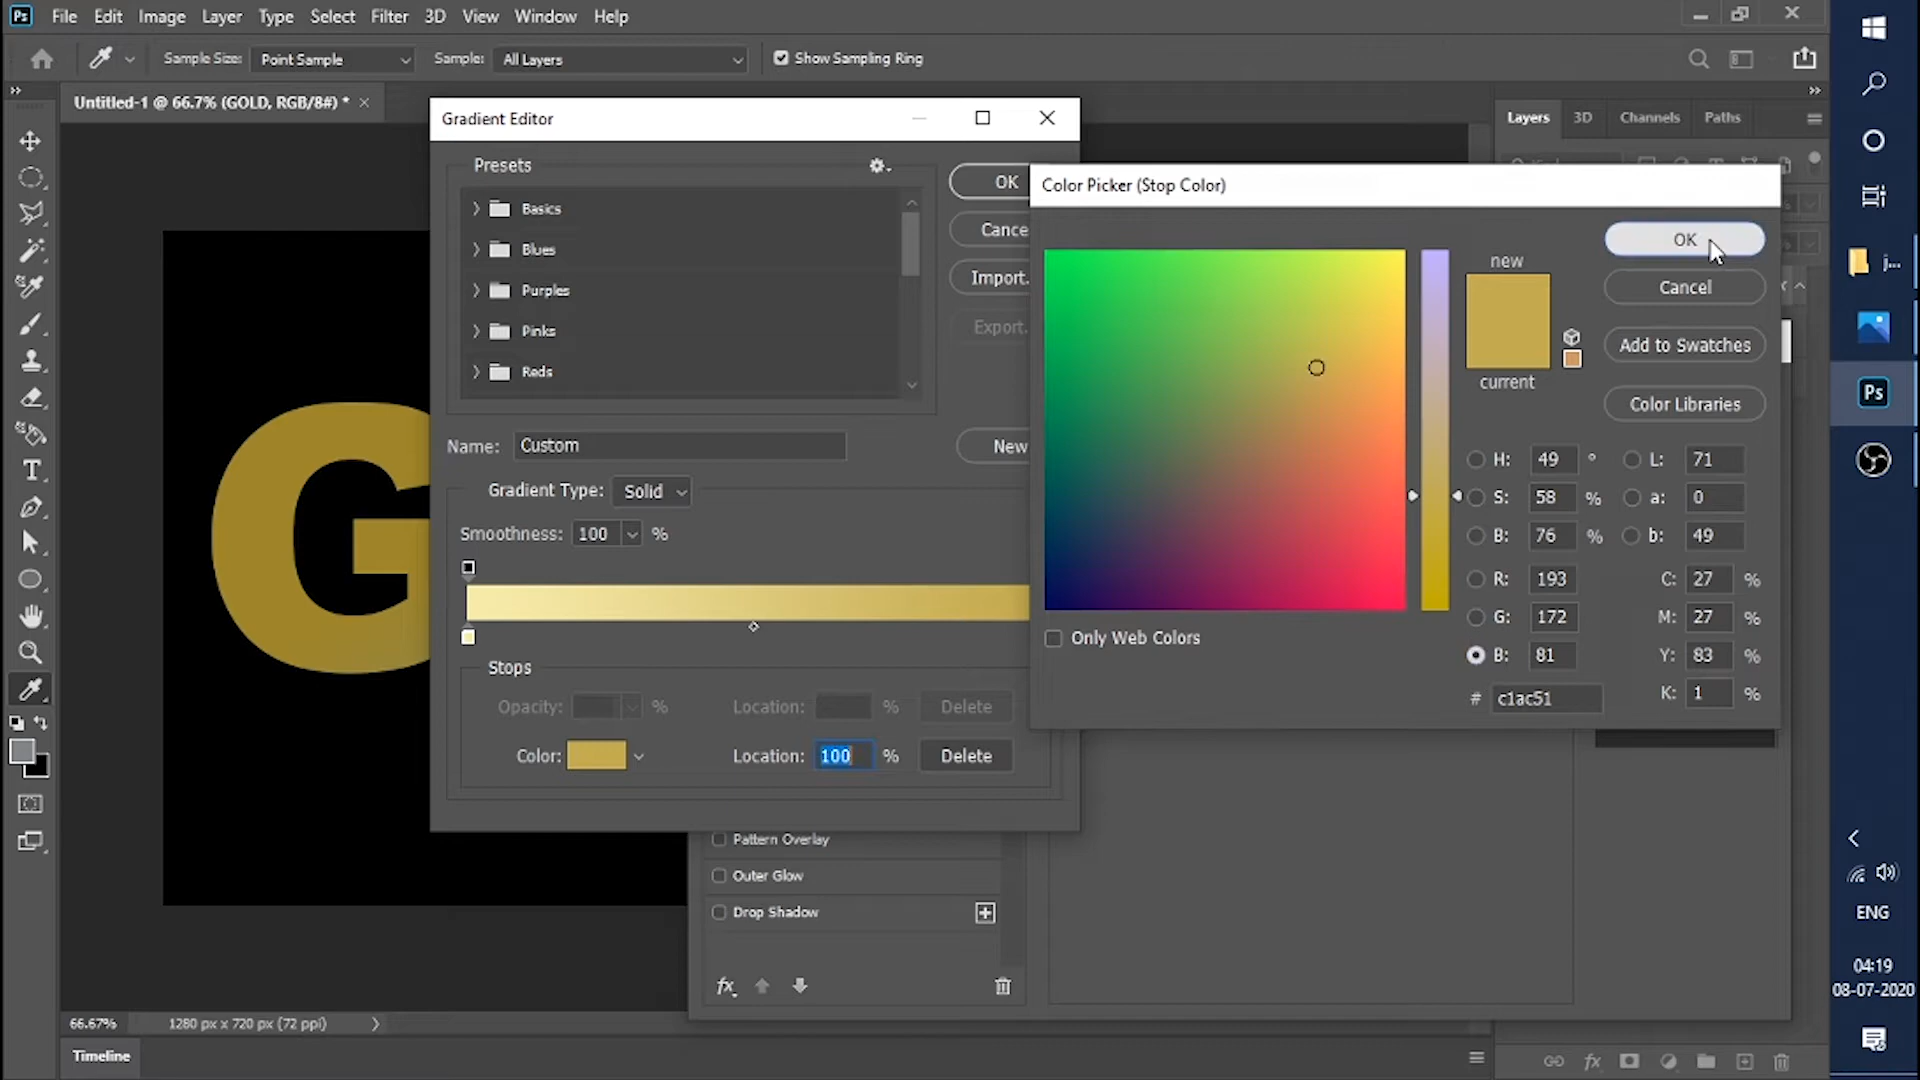 Ps File Edit Image Layer Type Select Filter 3D View Window Help
Sample Size: Point Sample Sample: All Layers Show Sampling Ring
Untitled-1 @ 66.7% (GOLD, RGB/8#) *
Layers 3D Channels Paths
Gradient Editor
Presets
Basics
Blues
Purples
Pinks
Reds
OK
Cance
Import.
Export.
Name: Custom
New
Gradient Type: Solid
Smoothness: 100 %
Stops
Opacity: % Location: % Delete
Color: Location: 100 % Delete
Color Picker (Stop Color)
new
current
OK
Cancel
Add to Swatches
Color Libraries
H: 49 °
S: 58 %
B: 76 %
R: 193
G: 172
B: 81
# c1ac51
L: 71
a: 0
b: 49
C: 27 %
M: 27 %
Y: 83 %
K: 1 %
Only Web Colors
G
Pattern Overlay
Outer Glow
Drop Shadow
fx
66.67% 1280 px x 720 px (72 ppi)
Timeline
fx
j...
Ps
ENG
04:19
08-07-2020